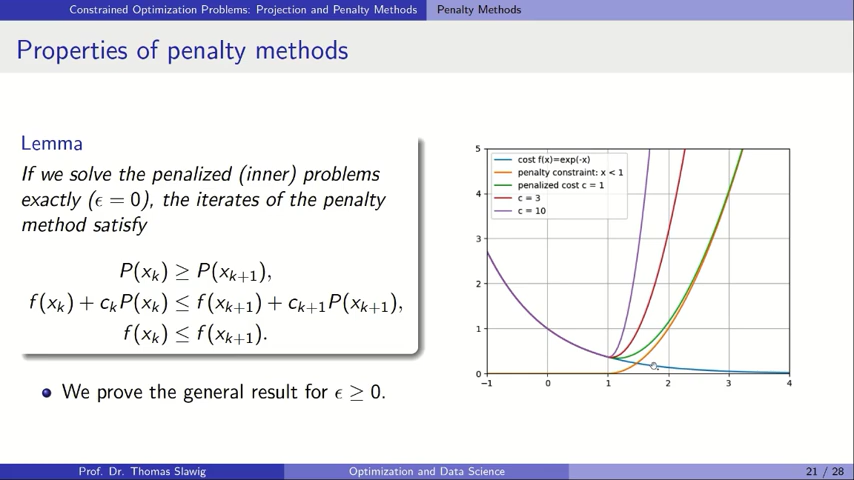 Constrained Optimization Problems: Projection and Penalty Methods Penalty Methods
Properties of penalty methods
Lemma
If we solve the penalized (inner) problems
exactly (ϵ = 0), the iterates of the penalty
method satisfy
P(x_k) ≥ P(x_{k+1}),
f(x_k) + c_k P(x_k) ≤ f(x_{k+1}) + c_{k+1} P(x_{k+1}),
f(x_k) ≤ f(x_{k+1}).
We prove the general result for ϵ ≥ 0.
cost f(x)=exp(-x)
penalty constraint: x < 1
penalized cost c = 1
c = 3
c = 10
5
4
3
2
1
0
−1 0 1 2 3 4
Prof. Dr. Thomas Slawig Optimization and Data Science 21 / 28